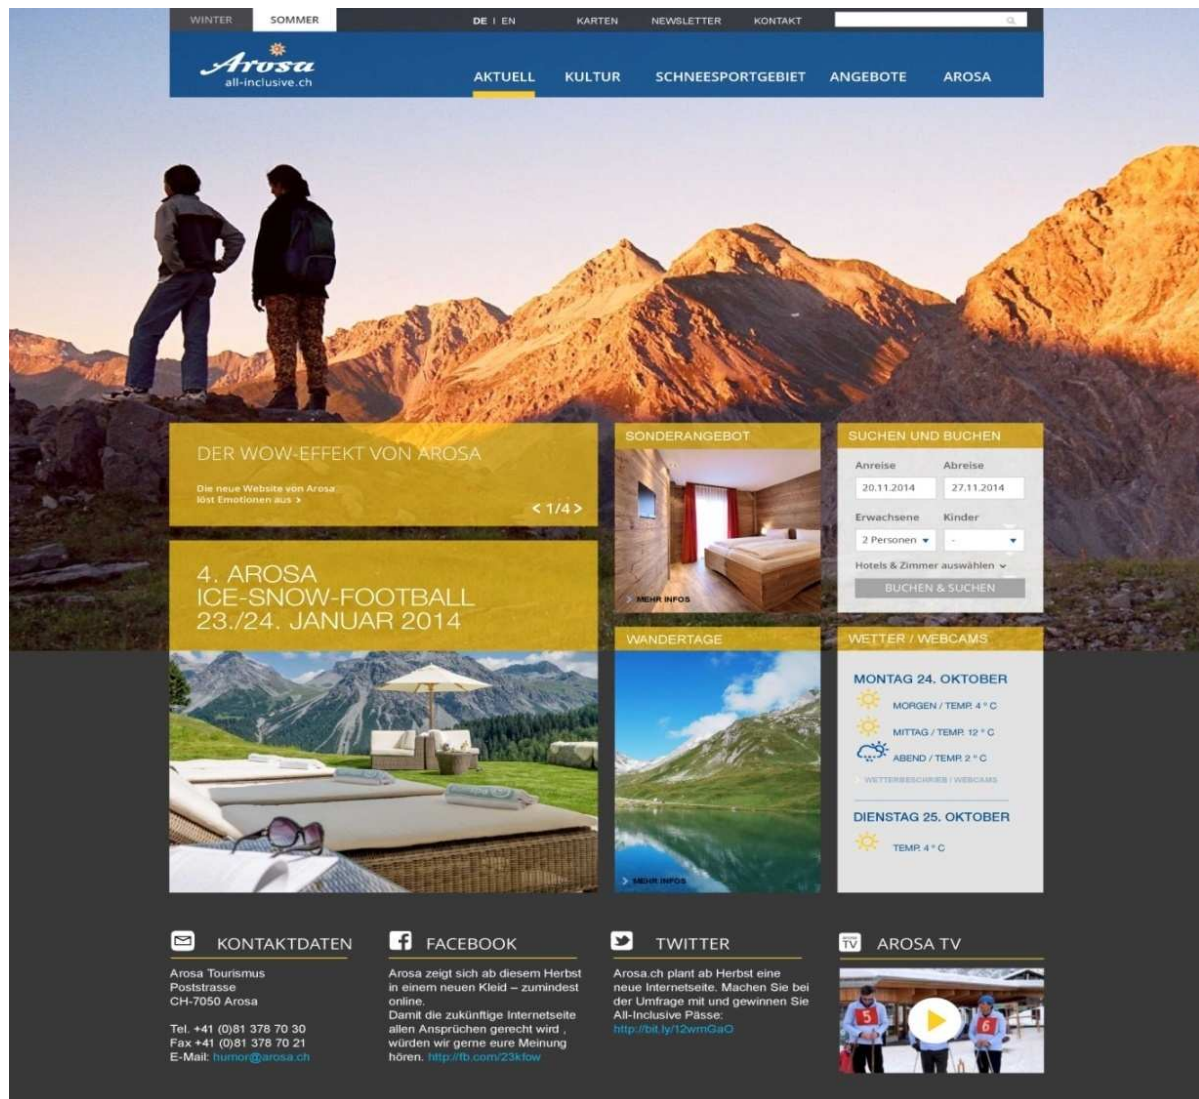 WINTER
SOMMER
DE I EN
KARTEN
NEWSLETTER
KONTAKT
Arosa
all-inclusive.ch
AKTUELL
KULTUR
SCHNEESPORTGEBIET
ANGEBOTE
AROSA
DER WOW-EFFEKT VON AROSA
Die neue Website von Arosa
löst Emotionen aus >
< 1/4 >
4. AROSA
ICE-SNOW-FOOTBALL
23./24. JANUAR 2014
SONDERANGEBOT
> MEHR INFOS
SUCHEN UND BUCHEN
Anreise Abreise
20.11.2014 27.11.2014
Erwachsene Kinder
2 Personen -
Hotels & Zimmer auswählen
BUCHEN & SUCHEN
WANDERTAGE
> MEHR INFOS
WETTER / WEBCAMS
MONTAG 24. OKTOBER
MORGEN / TEMP. 4 ° C
MITTAG / TEMP. 12 ° C
ABEND / TEMP. 2 ° C
> WETTERBESCHRIEB / WEBCAMS
DIENSTAG 25. OKTOBER
TEMP. 4 ° C
KONTAKTDATEN
Arosa Tourismus
Poststrasse
CH-7050 Arosa
Tel. +41 (0)81 378 70 30
Fax +41 (0)81 378 70 21
E-Mail: humor@arosa.ch
FACEBOOK
Arosa zeigt sich ab diesem Herbst
in einem neuen Kleid – zumindest
online.
Damit die zukünftige Internetseite
allen Ansprüchen gerecht wird ,
würden wir gerne eure Meinung
hören. http://fb.com/23kfow
TWITTER
Arosa.ch plant ab Herbst eine
neue Internetseite. Machen Sie bei
der Umfrage mit und gewinnen Sie
All-Inclusive Pässe:
http://bit.ly/12wmGaO
arosa
TV
AROSA TV
5
6